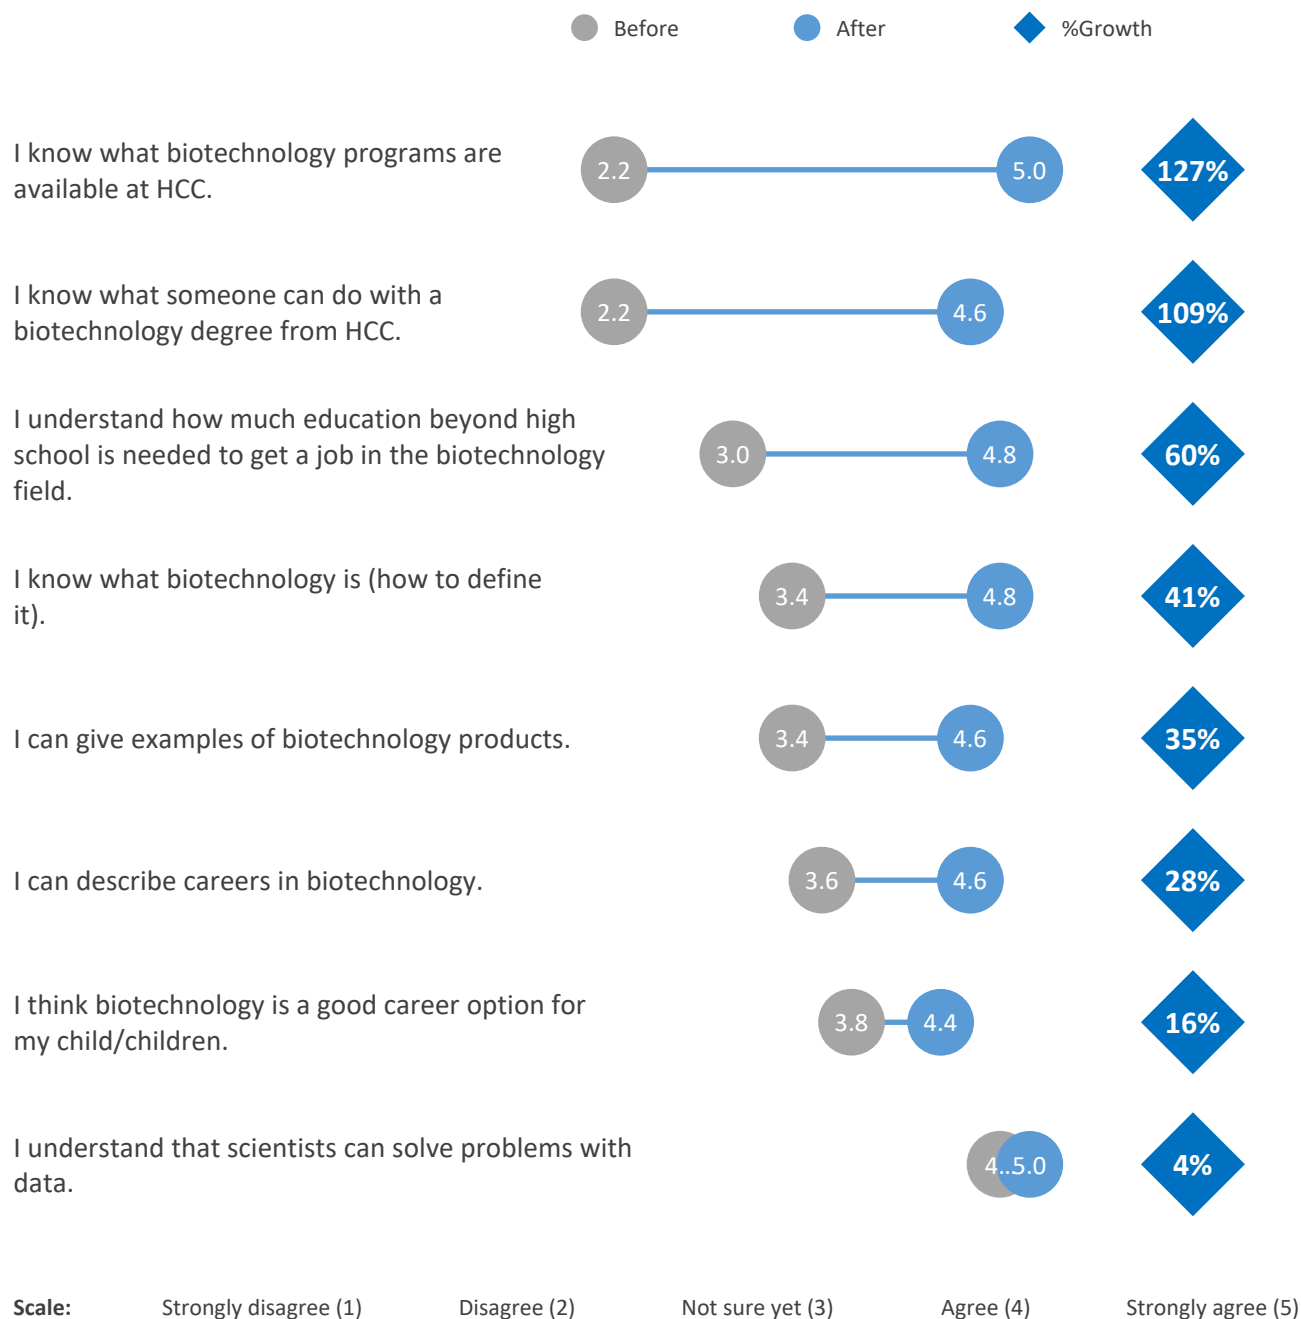 Before After %Growth
I know what biotechnology programs are
available at HCC.
2.2 5.0 127%
I know what someone can do with a
biotechnology degree from HCC.
2.2 4.6 109%
I understand how much education beyond high
school is needed to get a job in the biotechnology
field.
3.0 4.8 60%
I know what biotechnology is (how to define
it).
3.4 4.8 41%
I can give examples of biotechnology products.
3.4 4.6 35%
I can describe careers in biotechnology.
3.6 4.6 28%
I think biotechnology is a good career option for
my child/children.
3.8 4.4 16%
I understand that scientists can solve problems with
data.
5.0 4%
Scale: Strongly disagree (1) Disagree (2) Not sure yet (3) Agree (4) Strongly agree (5)